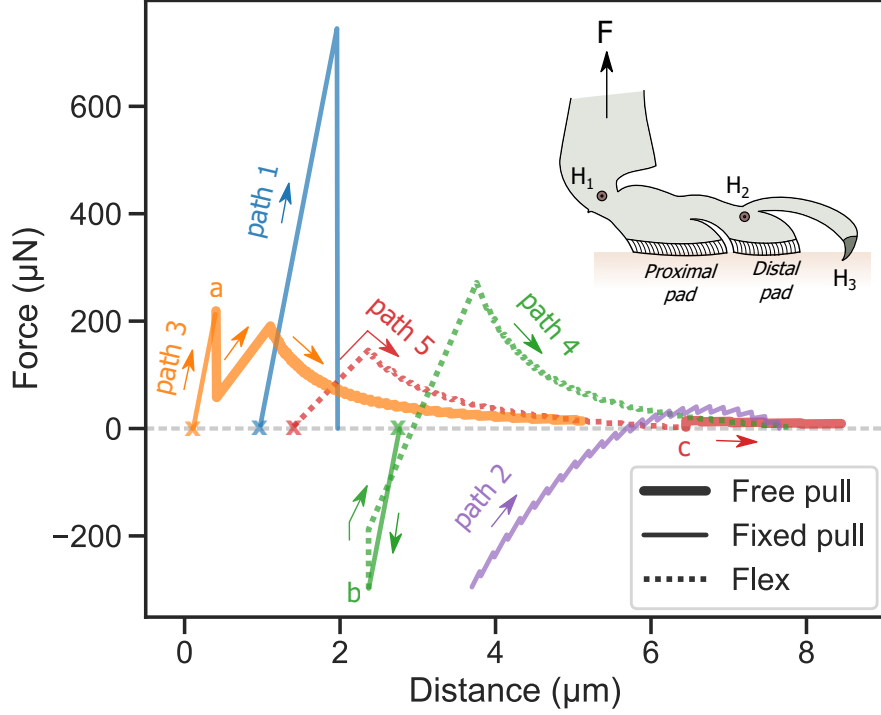 Force (μN)
600
400
200
0
−200
0
2
4
6
8
Distance (μm)
path 1
path 2
path 3
path 4
path 5
a
b
c
F
H1
H2
H3
Proximal
pad
Distal
pad
Free pull
Fixed pull
Flex